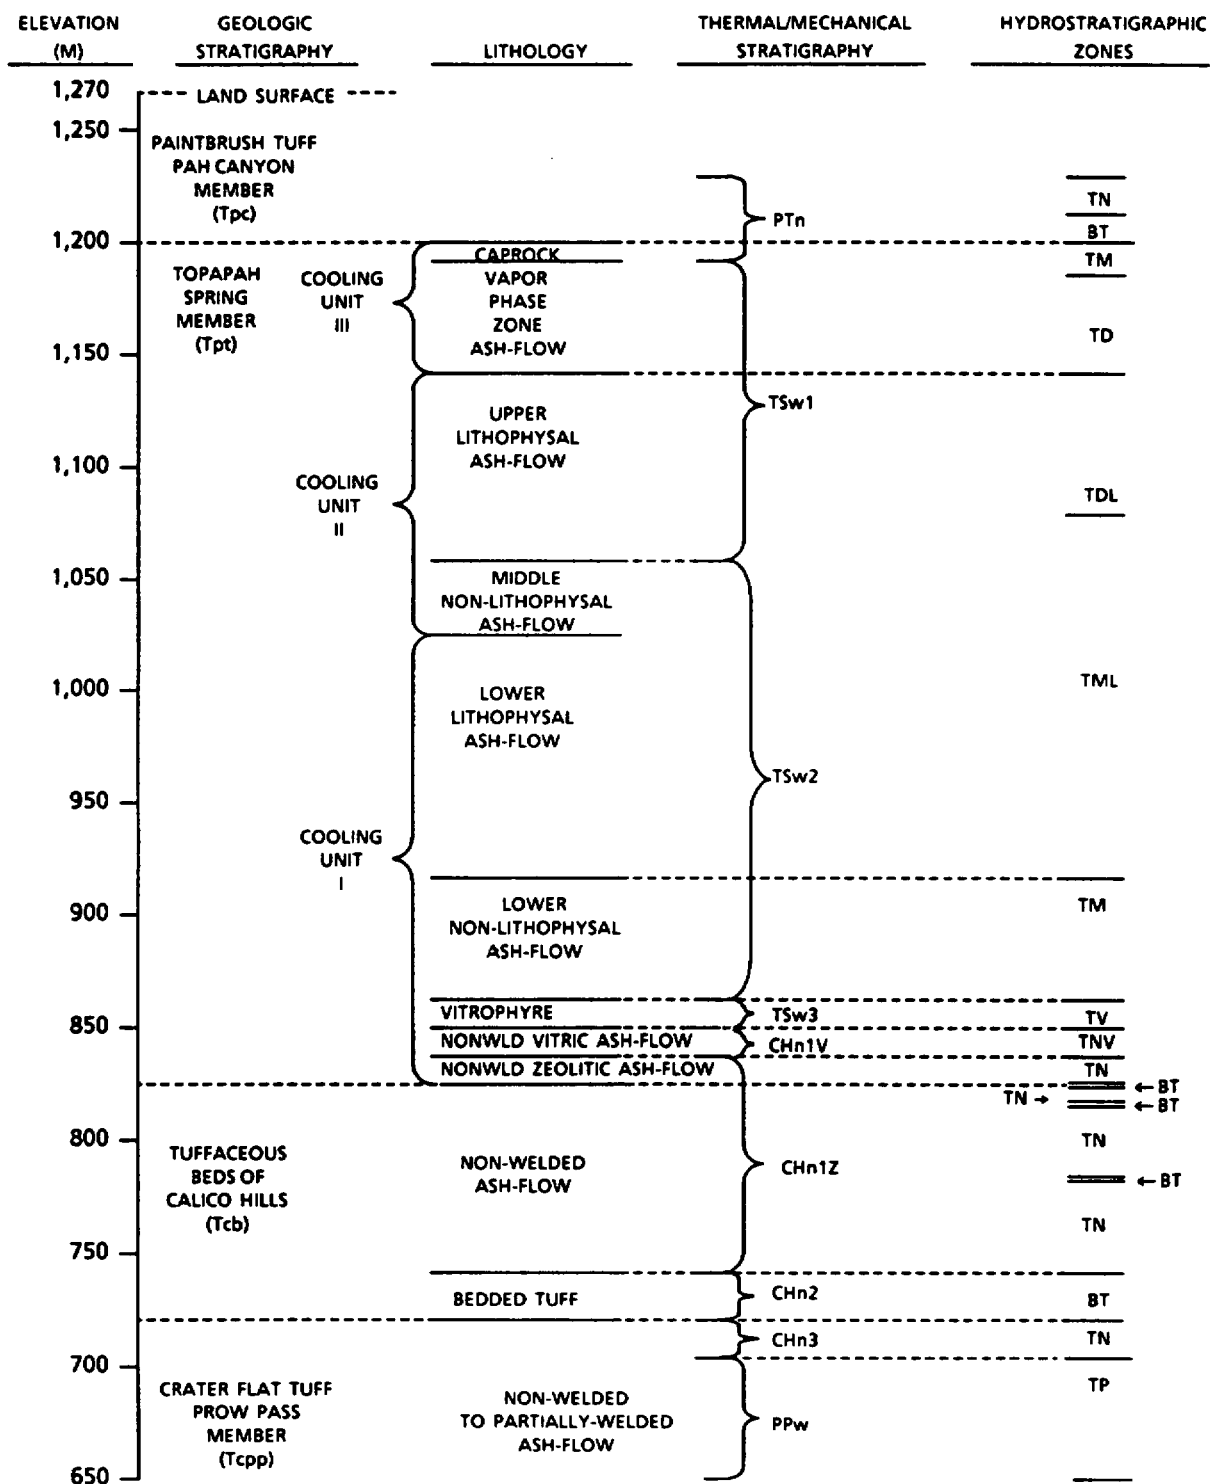 ELEVATION
(M)
GEOLOGIC
STRATIGRAPHY
LITHOLOGY
THERMAL/MECHANICAL
STRATIGRAPHY
HYDROSTRATIGRAPHIC
ZONES
1,270
LAND SURFACE
1,250
PAINTBRUSH TUFF
PAH CANYON
MEMBER
(Tpc)
PTn
TN
BT
1,200
CAPROCK
TM
TOPAPAH
SPRING
MEMBER
(Tpt)
COOLING
UNIT
III
VAPOR
PHASE
ZONE
ASH-FLOW
TD
1,150
TSw1
UPPER
LITHOPHYSAL
ASH-FLOW
1,100
COOLING
UNIT
II
TDL
1,050
MIDDLE
NON-LITHOPHYSAL
ASH-FLOW
1,000
LOWER
LITHOPHYSAL
ASH-FLOW
TML
TSw2
950
COOLING
UNIT
I
900
LOWER
NON-LITHOPHYSAL
ASH-FLOW
TM
VITROPHYRE
TSw3
TV
850
NONWLD VITRIC ASH-FLOW
CHn1V
TNV
NONWLD ZEOLITIC ASH-FLOW
TN
← BT
TN →
← BT
800
TN
TUFFACEOUS
BEDS OF
CALICO HILLS
(Tcb)
NON-WELDED
ASH-FLOW
CHn1Z
← BT
TN
750
BEDDED TUFF
CHn2
BT
CHn3
TN
700
CRATER FLAT TUFF
PROW PASS
MEMBER
(Tcpp)
NON-WELDED
TO PARTIALLY-WELDED
ASH-FLOW
PPw
TP
650